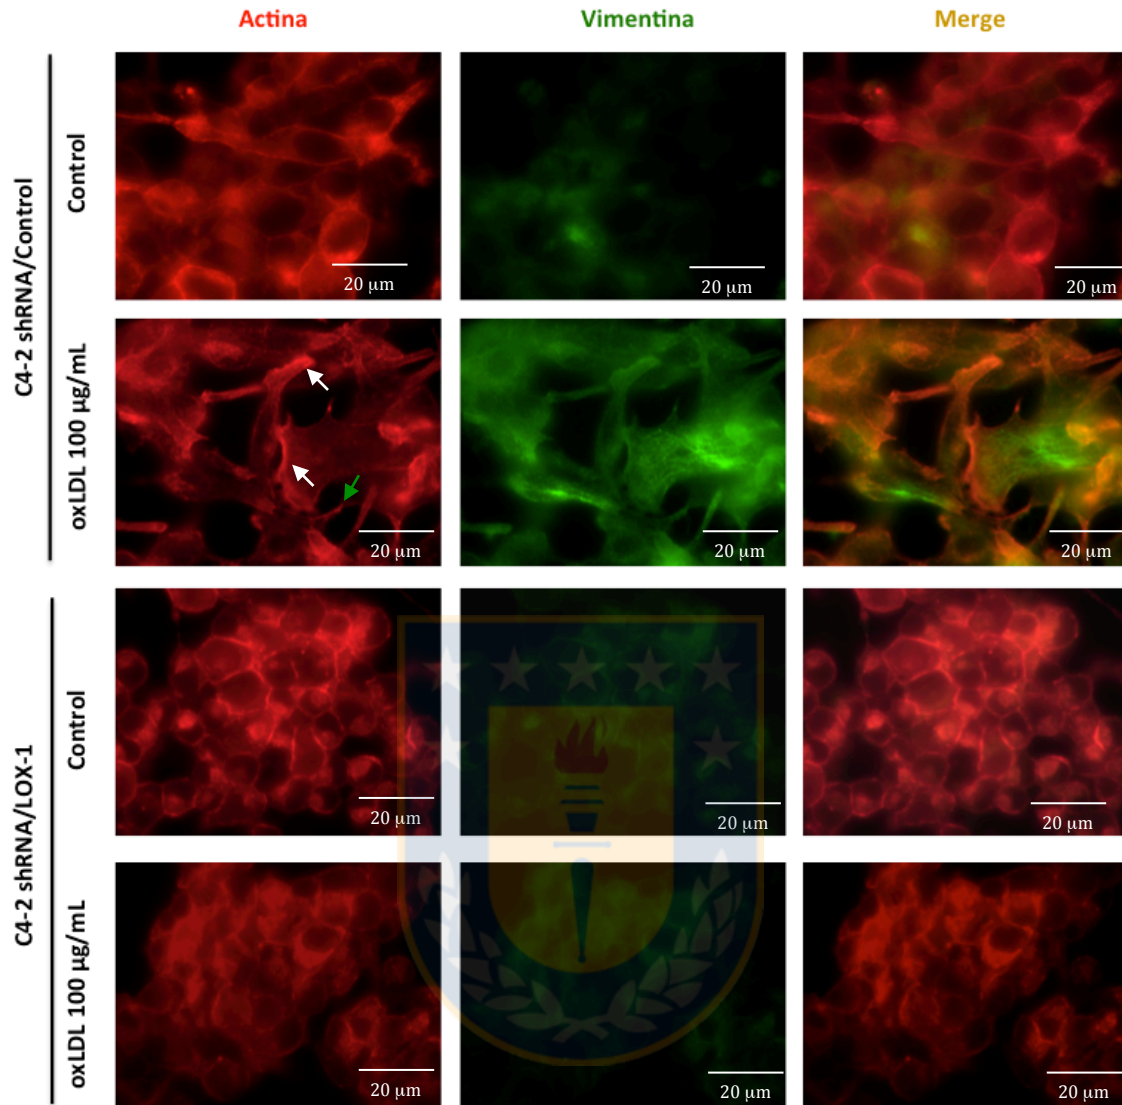 Actina Vimentina Merge
C4-2 shRNA/Control
Control
20 µm 20 µm 20 µm
oxLDL 100 µg/mL
20 µm 20 µm 20 µm
C4-2 shRNA/LOX-1
Control
20 µm 20 µm 20 µm
oxLDL 100 µg/mL
20 µm 20 µm 20 µm